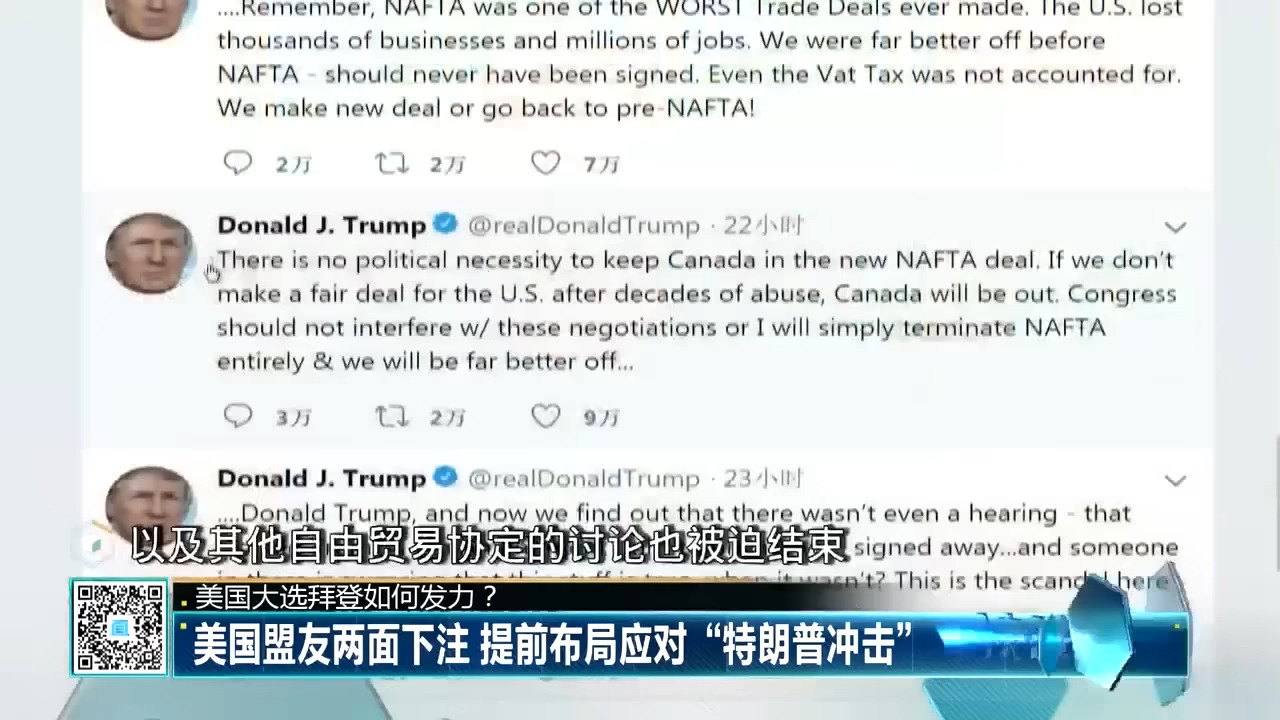 ....Remember, NAFTA was one of the WORST Trade Deals ever made. The U.S. lost
thousands of businesses and millions of jobs. We were far better off before
NAFTA - should never have been signed. Even the Vat Tax was not accounted for.
We make new deal or go back to pre-NAFTA!
2万 2万 7万
Donald J. Trump @realDonaldTrump · 22小时
There is no political necessity to keep Canada in the new NAFTA deal. If we don't
make a fair deal for the U.S. after decades of abuse, Canada will be out. Congress
should not interfere w/ these negotiations or I will simply terminate NAFTA
entirely & we will be far better off...
3万 2万 9万
Donald J. Trump @realDonaldTrump · 23小时
....Donald Trump, and now we find out that there wasn't even a hearing - that
signed away...and someone
wasn't? This is the scandal here
以及其他自由贸易协定的讨论也被迫结束
美国大选拜登如何发力？
美国盟友两面下注 提前布局应对“特朗普冲击”